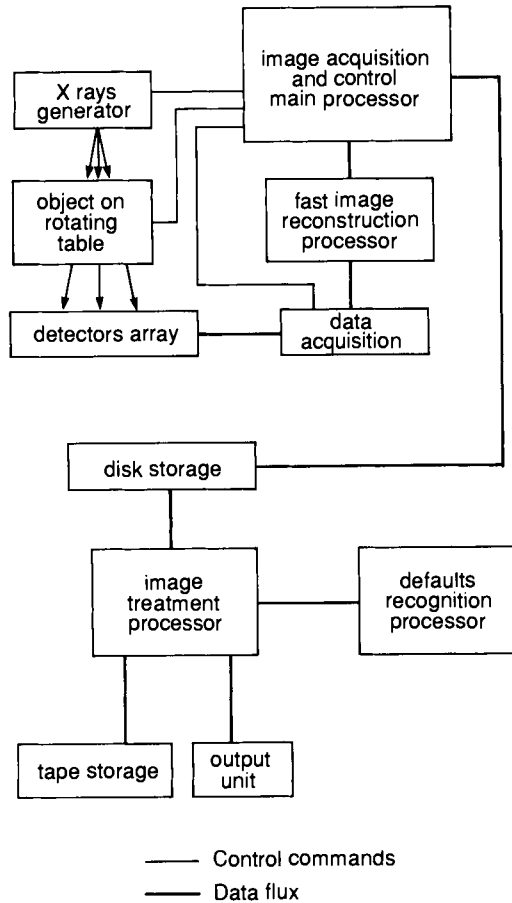 image acquisition
and control
main processor
X rays
generator
object on
rotating
table
fast image
reconstruction
processor
detectors array
data
acquisition
disk storage
image
treatment
processor
defaults
recognition
processor
tape storage
output
unit
Control commands
Data flux